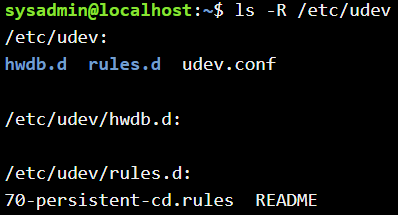 sysadmin@localhost:~$ ls -R /etc/udev
/etc/udev:
hwdb.d  rules.d  udev.conf

/etc/udev/hwdb.d:

/etc/udev/rules.d:
70-persistent-cd.rules  README